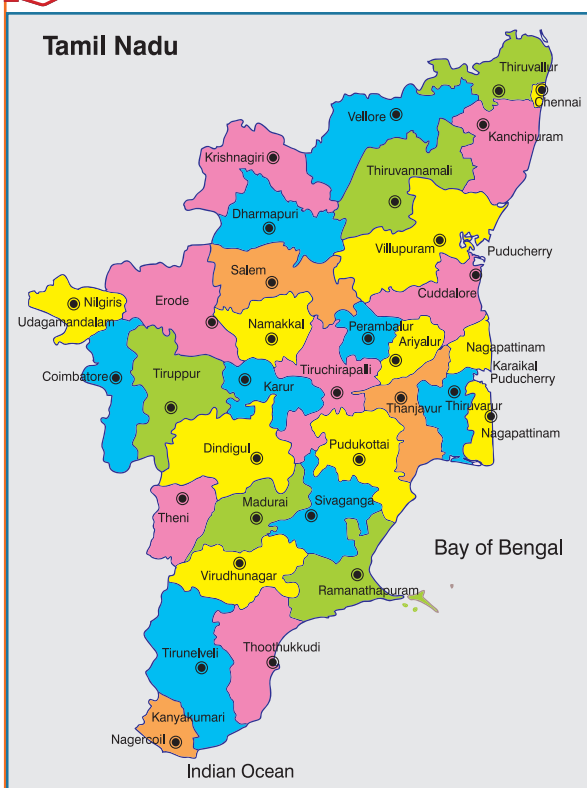 Tamil Nadu
Thiruvallur
Chennai
Vellore
Kanchipuram
Krishnagiri
Thiruvannamali
Dharmapuri
Villupuram
Puducherry
Salem
Cuddalore
Nilgiris
Erode
Udagamandalam
Namakkal
Perambalur
Ariyalur
Nagapattinam
Karaikal
Puducherry
Coimbatore
Tiruppur
Karur
Tiruchirapalli
Thanjavur
Thiruvarur
Nagapattinam
Dindigul
Pudukottai
Theni
Madurai
Sivaganga
Bay of Bengal
Virudhunagar
Ramanathapuram
Tirunelveli
Thoothukkudi
Kanyakumari
Nagercoil
Indian Ocean